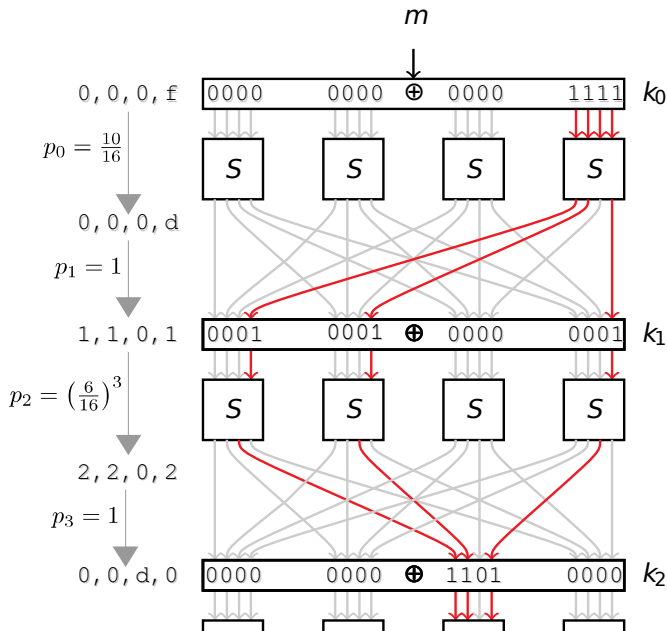 m
0,0,0,f 0000 0000 ⊕ 0000 1111 k₀
p₀ = 10/16
S S S S
0,0,0,d
p₁ = 1
1,1,0,1 0001 0001 ⊕ 0000 0001 k₁
p₂ = (6/16)³
S S S S
2,2,0,2
p₃ = 1
0,0,d,0 0000 0000 ⊕ 1101 0000 k₂